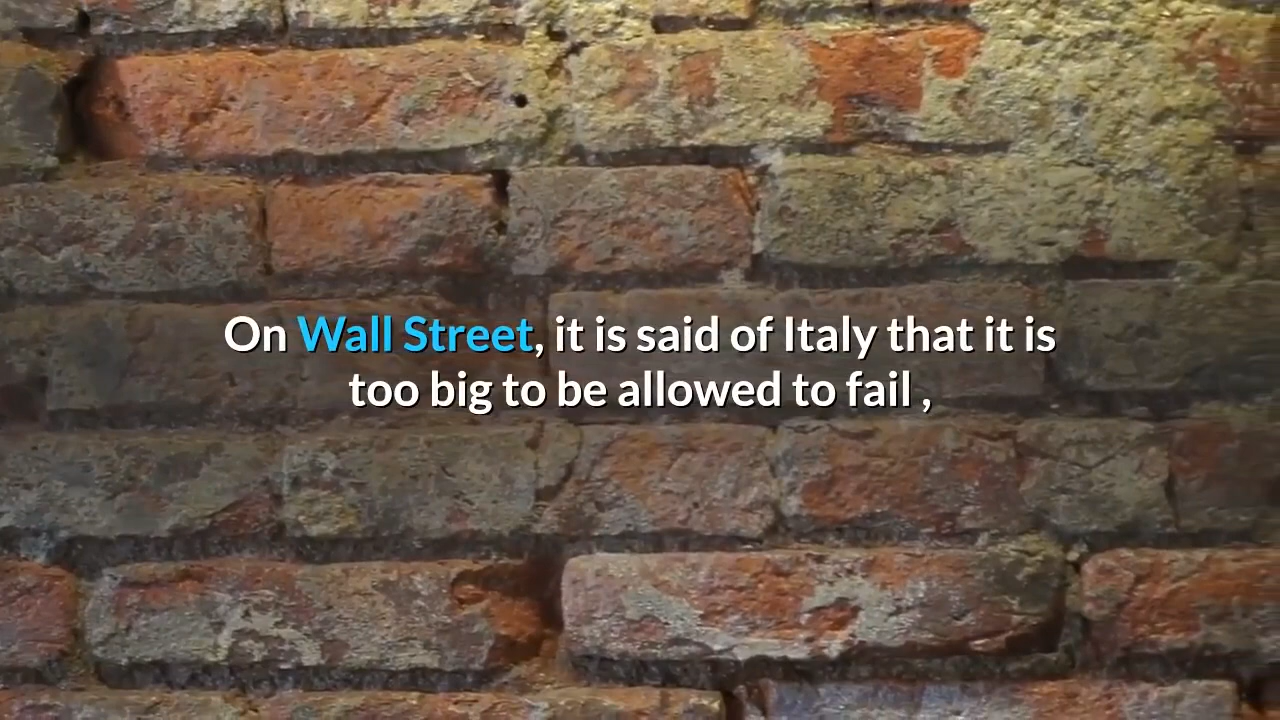 On Wall Street, it is said of Italy that it is
too big to be allowed to fail ,